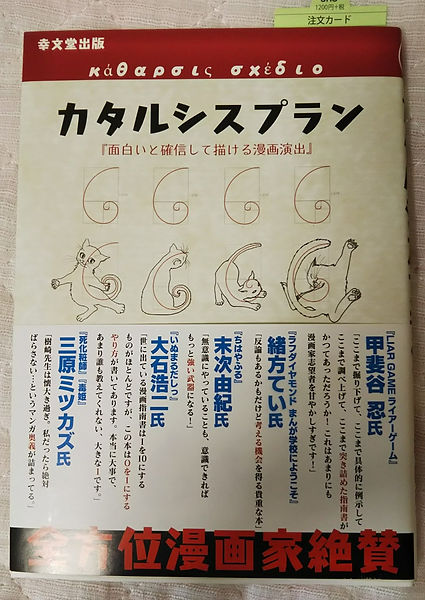 1200円+税
注文カード
幸文堂出版
κάθαρσις σχέδιο
カタルシスプラン
『面白いと確信して描ける漫画演出』
『LIAR GAME ライアーゲーム』
甲斐谷 忍氏
「ここまで掘り下げて、ここまで具体的に例示して
ここまで調べ上げて、ここまで突き詰めた指南書が
かつてあっただろうか!これはあまりにも
漫画家志望者を甘やかしすぎです!」
『ラフダイヤモンド まんが学校にようこそ』
緒方てい氏
「反論もあるかもだけど考える機会を得る貴重な本」
『ちはやふる』
末次由紀氏
「無意識にやっていることも、意識できれば
もっと強い武器になる!」
『いぬまるだしっ』
大石浩二氏
「世に出ている漫画指南書は1を10にする
ものがほとんどですが、この本は0を1にする
やり方が書いてあります。本当に大事で、
あまり誰も教えてくれない、大きな1です。」
『死化粧師』『毒姫』
三原ミツカズ氏
「樹崎先生は懐大き過ぎ。私だったら絶対
ばらさない…というマンガ奥義が詰まってる。」
全方位漫画家絶賛